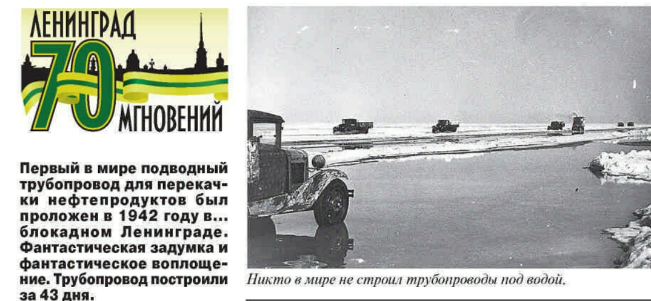 ЛЕНИНГРАД
70
МГНОВЕНИЙ
Первый в мире подводный
трубопровод для перекач-
ки нефтепродуктов был
проложен в 1942 году в...
блокадном Ленинграде.
Фантастическая задумка и
фантастическое воплоще-
ние. Трубопровод построили
за 43 дня.
Никто в мире не строил трубопроводы под водой.